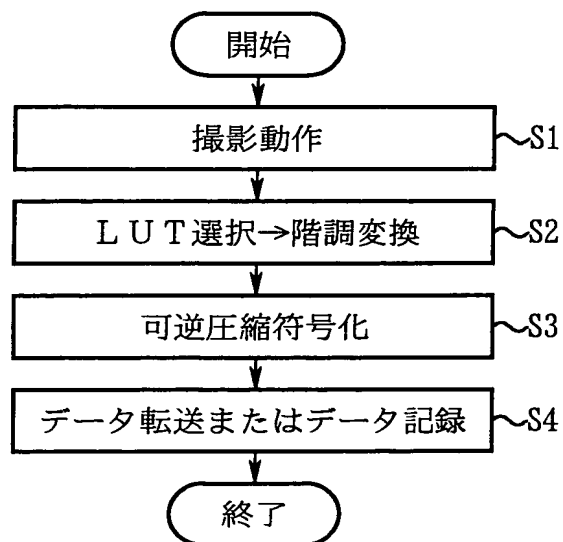 開始
撮影動作 S1
ＬＵＴ選択→階調変換 S2
可逆圧縮符号化 S3
データ転送またはデータ記録 S4
終了